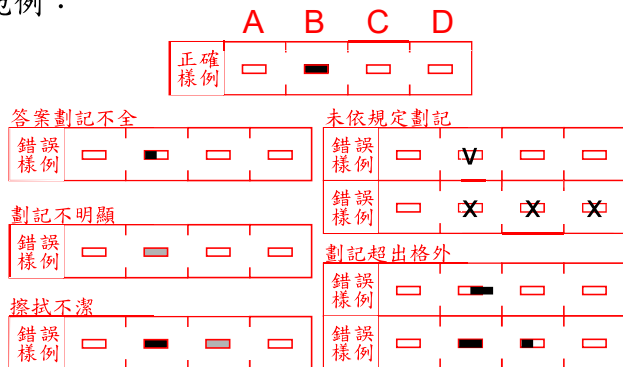 範例：
A B C D
正確樣例
答案劃記不全
錯誤樣例
劃記不明顯
錯誤樣例
擦拭不潔
錯誤樣例
未依規定劃記
錯誤樣例 V
錯誤樣例 X X X
劃記超出格外
錯誤樣例
錯誤樣例